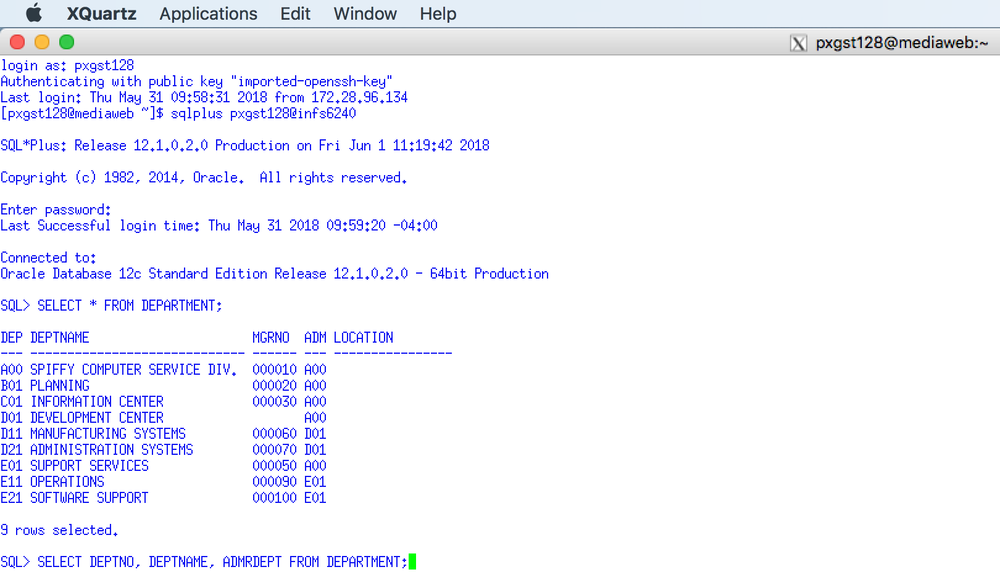 XQuartz Applications Edit Window Help
X pxgst128@mediaweb:~
login as: pxgst128
Authenticating with public key "imported-openssh-key"
Last login: Thu May 31 09:58:31 2018 from 172.28.96.134
[pxgst128@mediaweb ~]$ sqlplus pxgst128@infs6240
SQL*Plus: Release 12.1.0.2.0 Production on Fri Jun 1 11:19:42 2018
Copyright (c) 1982, 2014, Oracle.  All rights reserved.
Enter password:
Last Successful login time: Thu May 31 2018 09:59:20 -04:00
Connected to:
Oracle Database 12c Standard Edition Release 12.1.0.2.0 - 64bit Production
SQL> SELECT * FROM DEPARTMENT;
DEP DEPTNAME                      MGRNO  ADM LOCATION
--- ----------------------------- ------ --- ----------------
A00 SPIFFY COMPUTER SERVICE DIV.  000010 A00
B01 PLANNING                      000020 A00
C01 INFORMATION CENTER            000030 A00
D01 DEVELOPMENT CENTER                   A00
D11 MANUFACTURING SYSTEMS         000060 D01
D21 ADMINISTRATION SYSTEMS        000070 D01
E01 SUPPORT SERVICES              000050 A00
E11 OPERATIONS                    000090 E01
E21 SOFTWARE SUPPORT              000100 E01
9 rows selected.
SQL> SELECT DEPTNO, DEPTNAME, ADMRDEPT FROM DEPARTMENT;